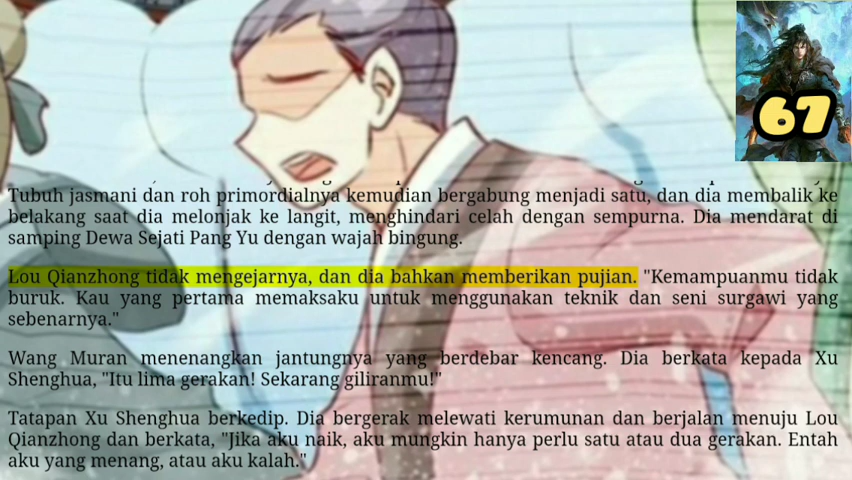 67
Tubuh jasmani dan roh primordialnya kemudian bergabung menjadi satu, dan dia membalik ke
belakang saat dia melonjak ke langit, menghindari celah dengan sempurna. Dia mendarat di
samping Dewa Sejati Pang Yu dengan wajah bingung.
Lou Qianzhong tidak mengejarnya, dan dia bahkan memberikan pujian. "Kemampuanmu tidak
buruk. Kau yang pertama memaksaku untuk menggunakan teknik dan seni surgawi yang
sebenarnya."
Wang Muran menenangkan jantungnya yang berdebar kencang. Dia berkata kepada Xu
Shenghua, "Itu lima gerakan! Sekarang giliranmu!"
Tatapan Xu Shenghua berkedip. Dia bergerak melewati kerumunan dan berjalan menuju Lou
Qianzhong dan berkata, "Jika aku naik, aku mungkin hanya perlu satu atau dua gerakan. Entah
aku yang menang, atau aku kalah."